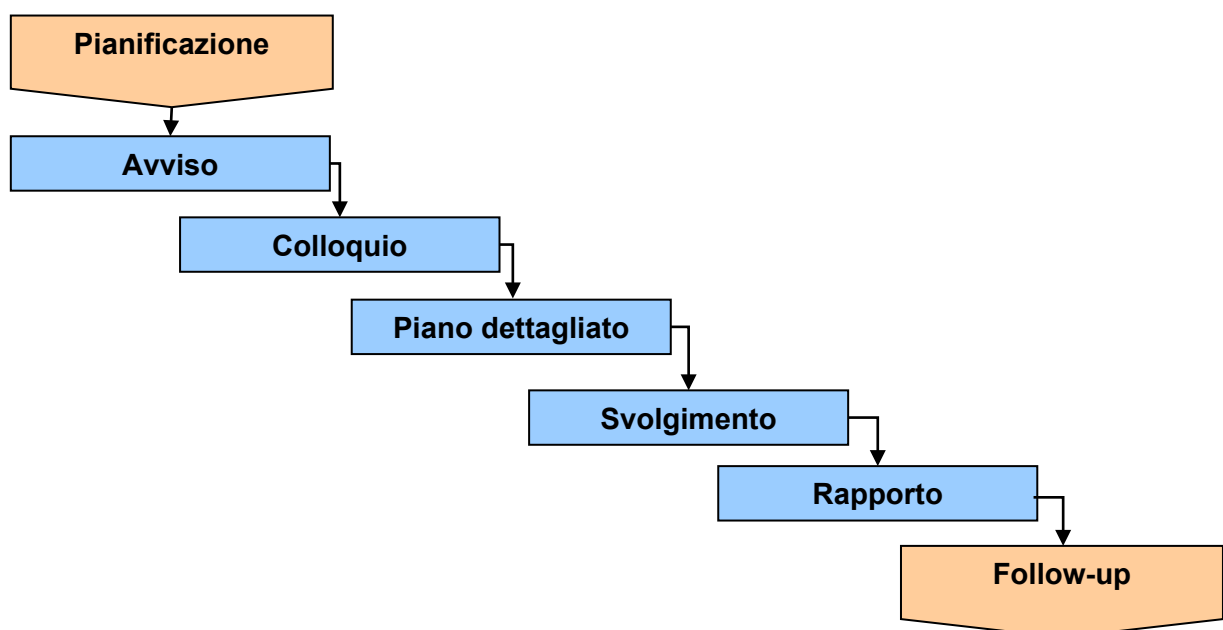 Pianificazione
Avviso
Colloquio
Piano dettagliato
Svolgimento
Rapporto
Follow-up